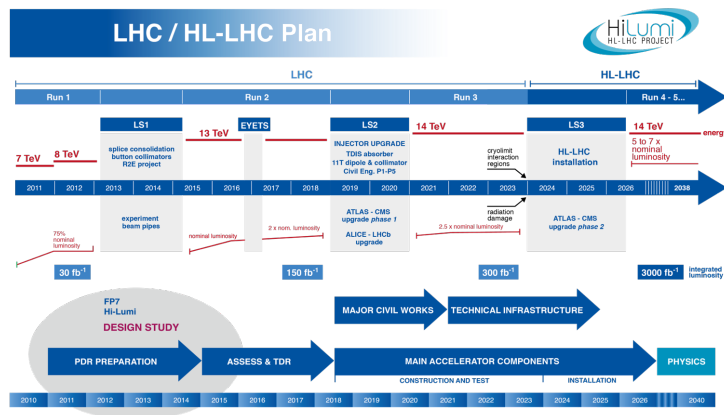 LHC / HL-LHC Plan
HiLumi
HL-LHC PROJECT
LHC
HL-LHC
Run 1
Run 2
Run 3
Run 4 - 5...
LS1
EYETS
LS2
LS3
13 TeV
14 TeV
14 TeV
energy
splice consolidation
button collimators
R2E project
INJECTOR UPGRADE
TDIS absorber
11T dipole & collimator
Civil Eng. P1-P5
cryolimit
interaction
regions
HL-LHC
installation
5 to 7 x
nominal
luminosity
7 TeV
8 TeV
2011 2012 2013 2014 2015 2016 2017 2018 2019 2020 2021 2022 2023 2024 2025 2026 2038
radiation
damage
experiment
beam pipes
ATLAS - CMS
upgrade phase 1
ALICE - LHCb
upgrade
ATLAS - CMS
upgrade phase 2
75%
nominal
luminosity
nominal luminosity
2 x nom. luminosity
2.5 x nominal luminosity
30 fb-1
150 fb-1
300 fb-1
3000 fb-1
integrated
luminosity
FP7
Hi-Lumi
DESIGN STUDY
MAJOR CIVIL WORKS
TECHNICAL INFRASTRUCTURE
PDR PREPARATION
ASSESS & TDR
MAIN ACCELERATOR COMPONENTS
PHYSICS
CONSTRUCTION AND TEST
INSTALLATION
2010 2011 2012 2013 2014 2015 2016 2017 2018 2019 2020 2021 2022 2023 2024 2025 2026 2040